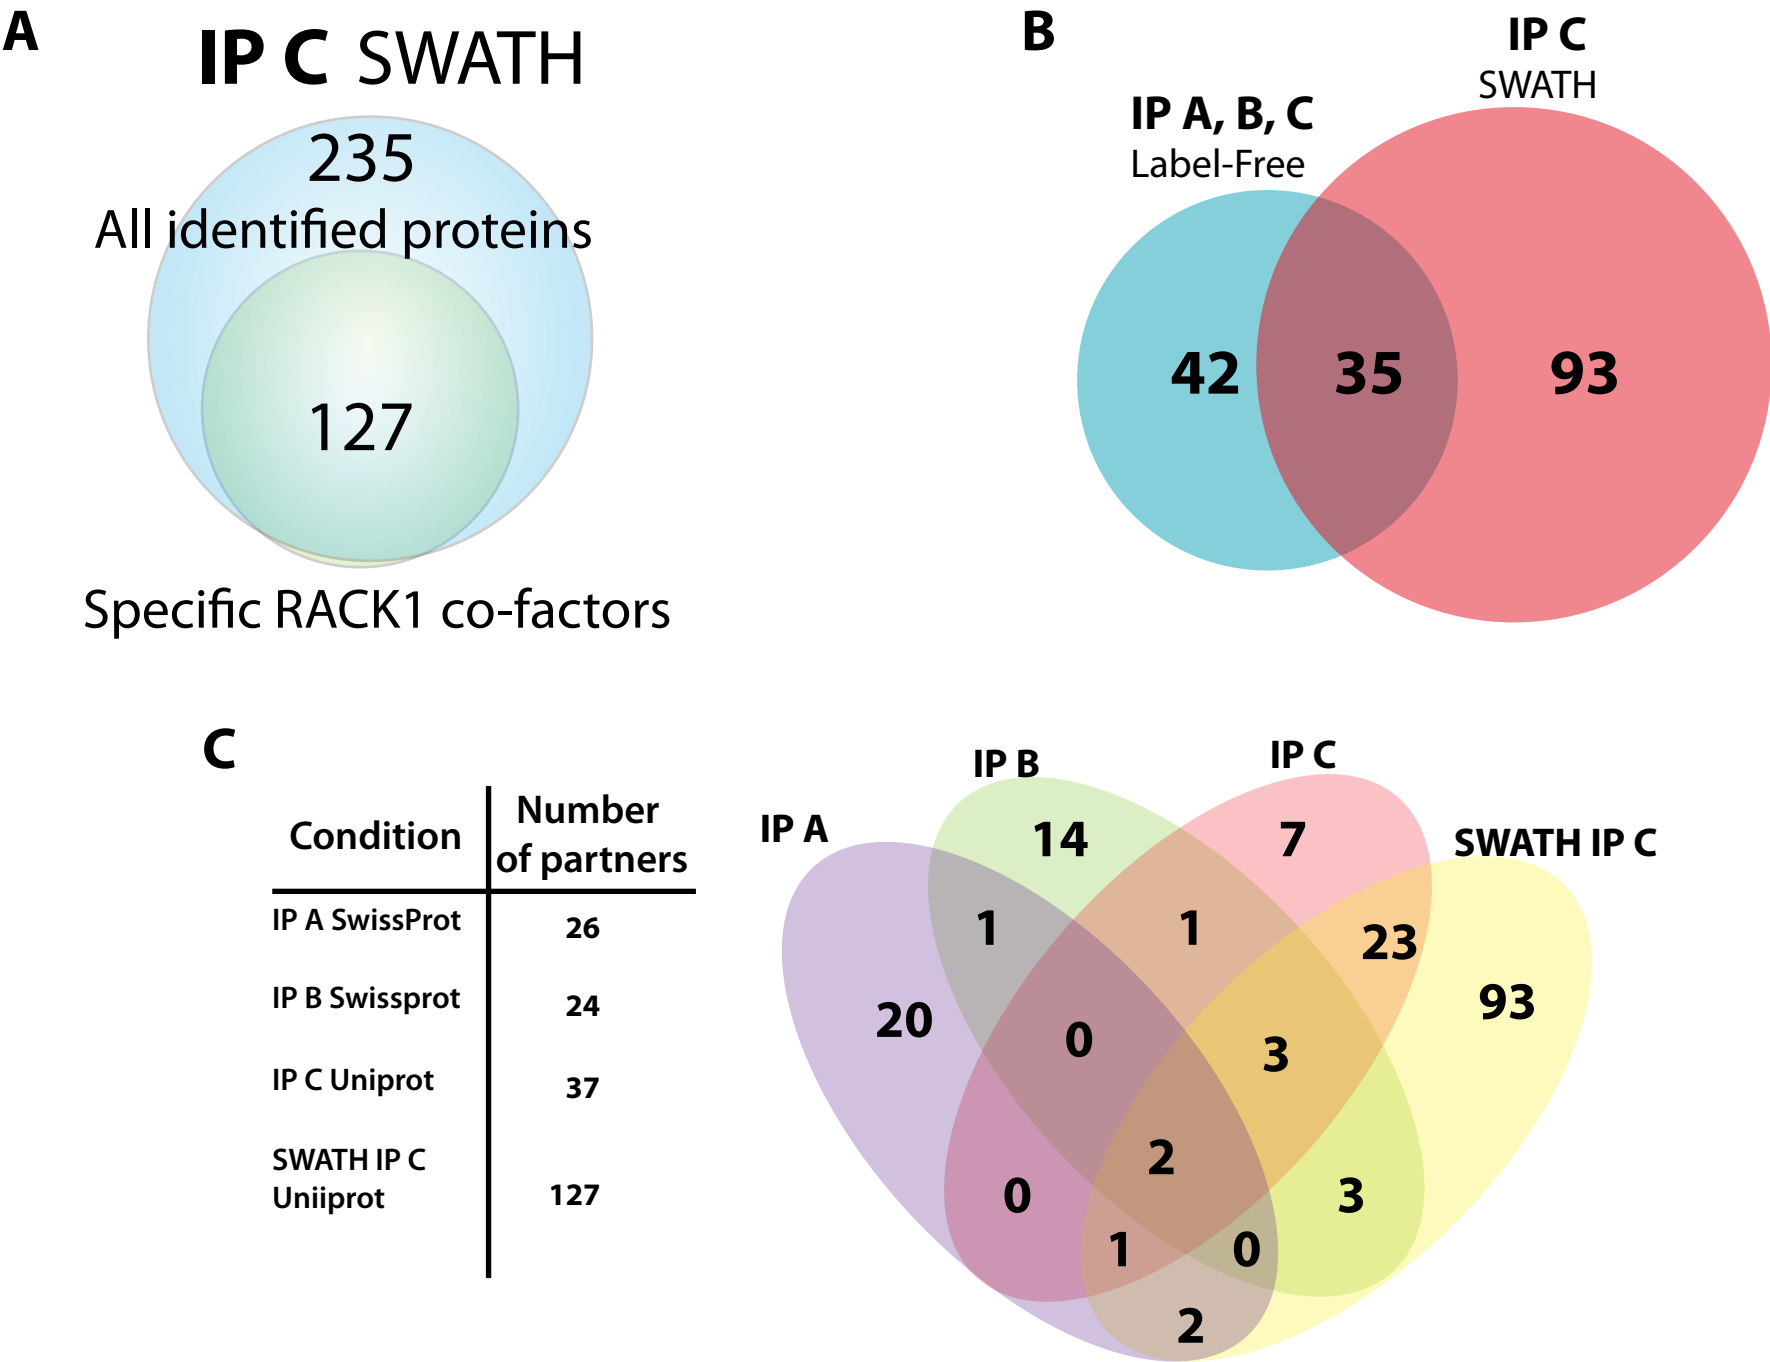 A
IP C SWATH
235
All identified proteins
127
Specific RACK1 co-factors
B
IP C
SWATH
IP A, B, C
Label-Free
42
35
93
C
Condition
Number
of partners
IP A SwissProt
26
IP B Swissprot
24
IP C Uniprot
37
SWATH IP C
Uniiprot
127
IP A
IP B
IP C
SWATH IP C
14
7
1
1
23
20
93
0
3
2
0
3
1
0
2